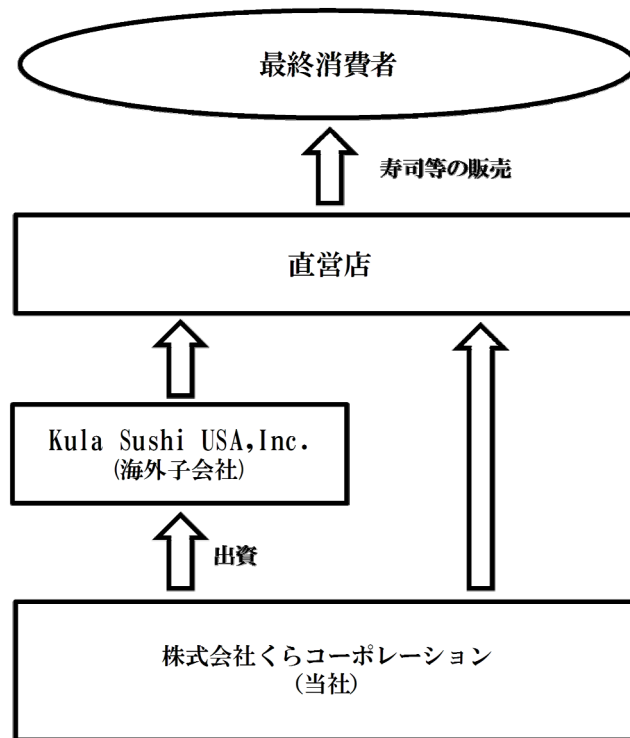 最終消費者
寿司等の販売
直営店
Kula Sushi USA,Inc.
(海外子会社)
出資
株式会社くらコーポレーション
(当社)